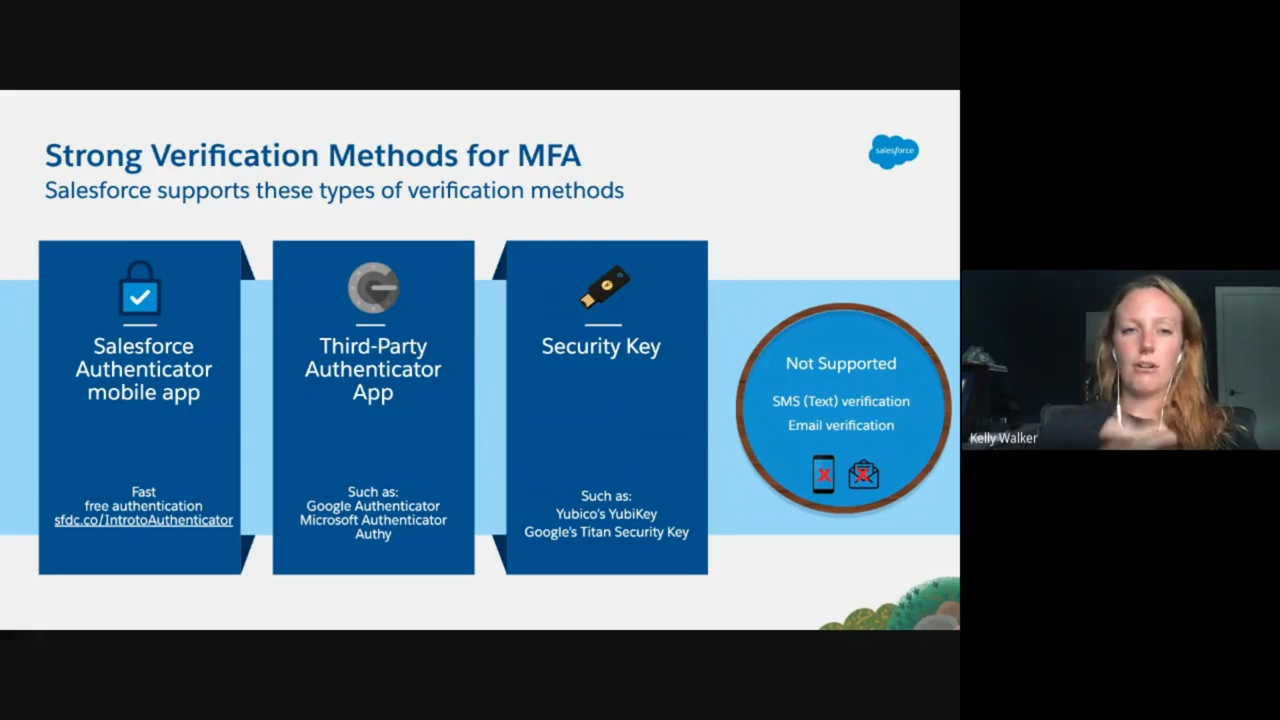 Strong Verification Methods for MFA
Salesforce supports these types of verification methods
salesforce
Salesforce
Authenticator
mobile app
Fast
free authentication
sfdc.co/IntrotoAuthenticator
Third-Party
Authenticator
App
Such as:
Google Authenticator
Microsoft Authenticator
Authy
Security Key
Such as:
Yubico's YubiKey
Google's Titan Security Key
Not Supported
SMS (Text) verification
Email verification
X
X
Kelly Walker